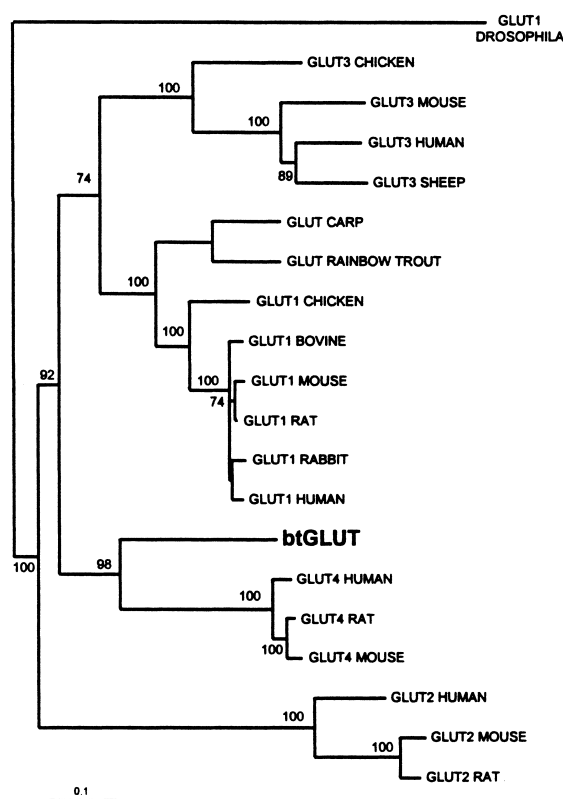 GLUT1
DROSOPHILA
GLUT3 CHICKEN
100
GLUT3 MOUSE
100
GLUT3 HUMAN
89
GLUT3 SHEEP
74
GLUT CARP
GLUT RAINBOW TROUT
100
GLUT1 CHICKEN
100
GLUT1 BOVINE
100
GLUT1 MOUSE
74
GLUT1 RAT
92
GLUT1 RABBIT
GLUT1 HUMAN
btGLUT
98
100
GLUT4 HUMAN
100
GLUT4 RAT
100
GLUT4 MOUSE
GLUT2 HUMAN
100
GLUT2 MOUSE
100
GLUT2 RAT
0.1